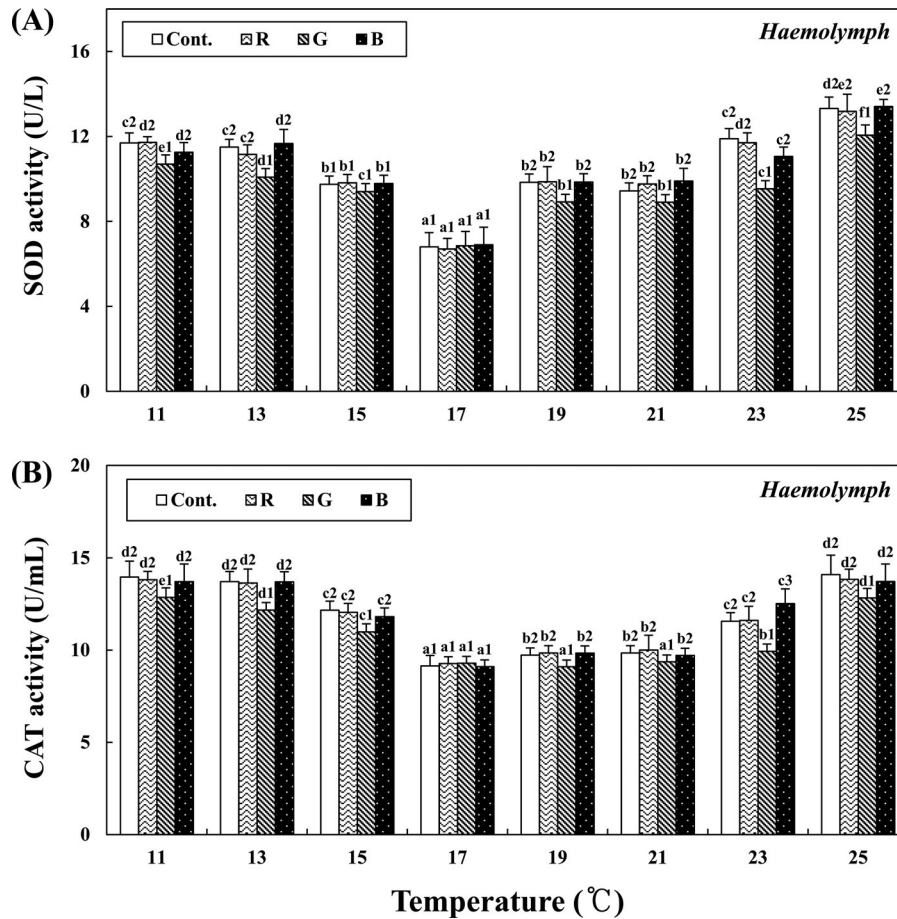 (A)
SOD activity (U/L)
16
12
8
4
0
Cont. R G B
Haemolymph
c2 d2 e1 d2
c2 c2 d1 d2
b1 b1 c1 b1
a1 a1 a1 a1
b2 b2 b1 b2
b2 b2 b1 b2
c2 d2 c1 c2
d2 e2 f1 e2
11 13 15 17 19 21 23 25
(B)
CAT activity (U/mL)
20
15
10
5
0
Cont. R G B
Haemolymph
d2 d2 e1 d2
d2 d2 d1 d2
c2 c2 c1 c2
a1 a1 a1 a1
b2 b2 a1 b2
b2 b2 a1 b2
c2 c2 b1 c3
d2 d2 d1 d2
11 13 15 17 19 21 23 25
Temperature (℃)